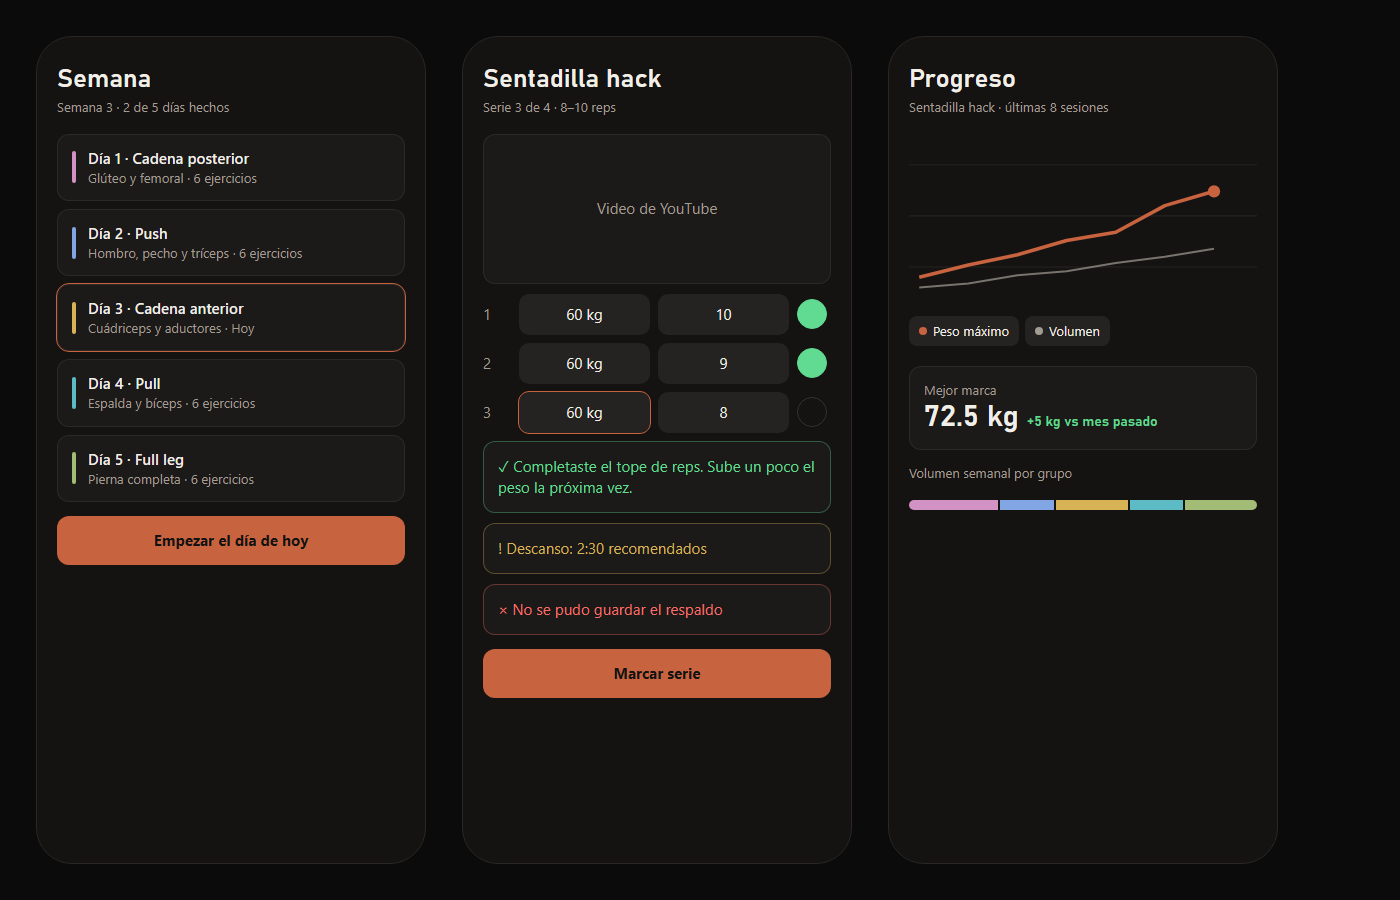 Semana
Semana 3 · 2 de 5 días hechos
Día 1 · Cadena posterior
Glúteo y femoral · 6 ejercicios
Día 2 · Push
Hombro, pecho y tríceps · 6 ejercicios
Día 3 · Cadena anterior
Cuádriceps y aductores · Hoy
Día 4 · Pull
Espalda y bíceps · 6 ejercicios
Día 5 · Full leg
Pierna completa · 6 ejercicios
Empezar el día de hoy
Sentadilla hack
Serie 3 de 4 · 8–10 reps
Video de YouTube
1 60 kg 10
2 60 kg 9
3 60 kg 8
✓ Completaste el tope de reps. Sube un poco el
peso la próxima vez.
! Descanso: 2:30 recomendados
× No se pudo guardar el respaldo
Marcar serie
Progreso
Sentadilla hack · últimas 8 sesiones
Peso máximo
Volumen
Mejor marca
72.5 kg +5 kg vs mes pasado
Volumen semanal por grupo